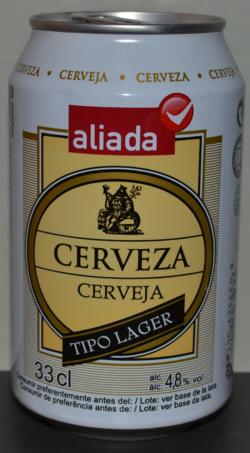 CERVEJA • CERVEZA • CERVEJA • CERVEZA
aliada
CERVEZA
CERVEJA
TIPO LAGER
33 cl
alc. 4,8% vol
álc.
Consumir preferentemente antes del: / Lote: ver base de la lata.
Consumir de preferência antes de: / Lote: ver base da lata.